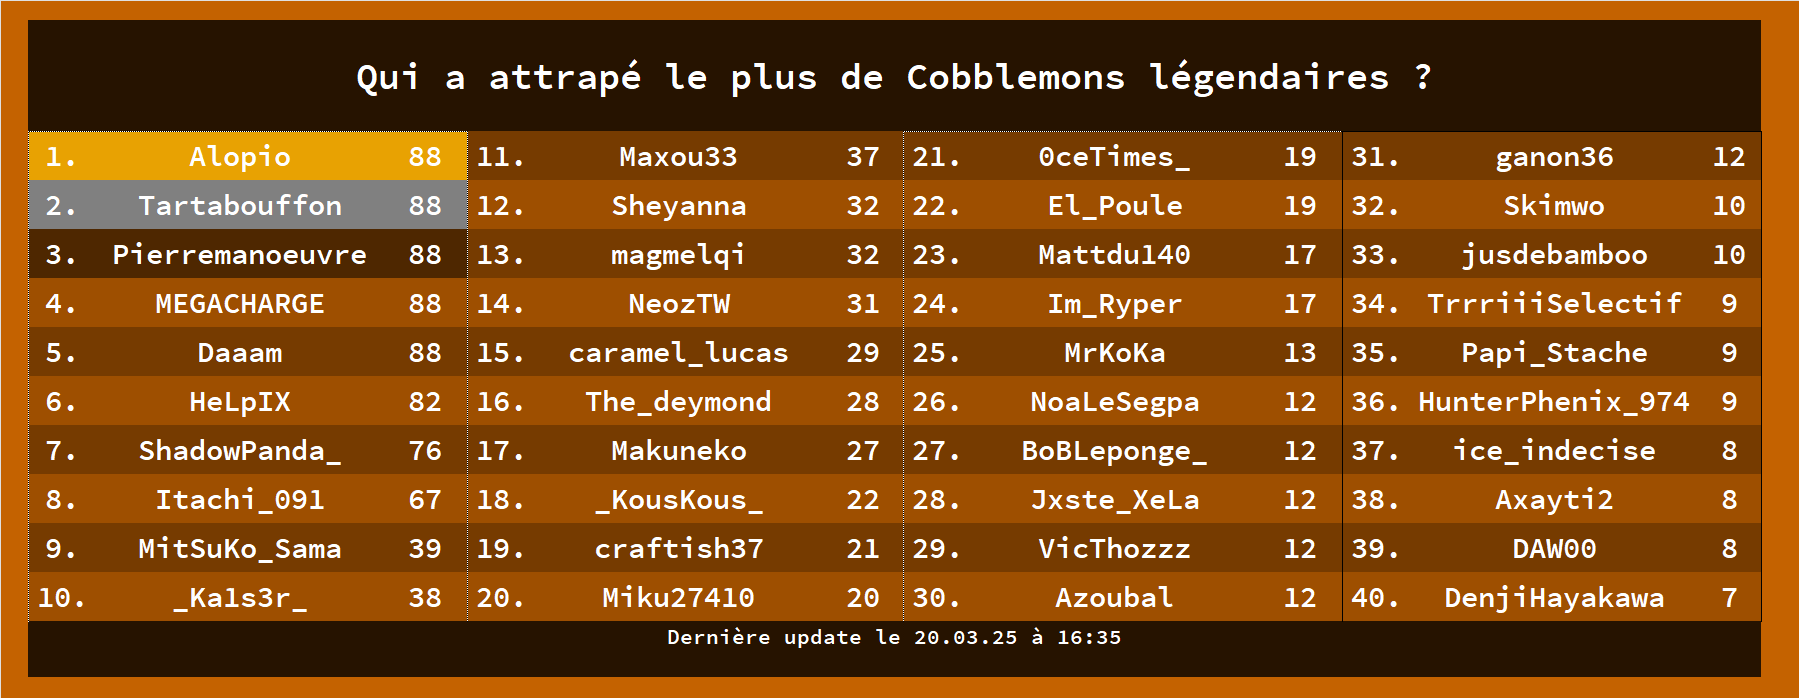 Qui a attrapé le plus de Cobblemons légendaires ?
1. Alopio 88
2. Tartabouffon 88
3. Pierremanoeuvre 88
4. MEGACHARGE 88
5. Daaam 88
6. HeLpIX 82
7. ShadowPanda_ 76
8. Itachi_091 67
9. MitSuKo_Sama 39
10. _Ka1s3r_ 38
11. Maxou33 37
12. Sheyanna 32
13. magmelqi 32
14. NeozTW 31
15. caramel_lucas 29
16. The_deymond 28
17. Makuneko 27
18. _KousKous_ 22
19. craftish37 21
20. Miku27410 20
21. 0ceTimes_ 19
22. El_Poule 19
23. Mattdu140 17
24. Im_Ryper 17
25. MrKoKa 13
26. NoaLeSegpa 12
27. BoBLeponge_ 12
28. Jxste_XeLa 12
29. VicThozzz 12
30. Azoubal 12
31. ganon36 12
32. Skimwo 10
33. jusdebamboo 10
34. TrrriiiSelectif 9
35. Papi_Stache 9
36. HunterPhenix_974 9
37. ice_indecise 8
38. Axayti2 8
39. DAW00 8
40. DenjiHayakawa 7
Dernière update le 20.03.25 à 16:35